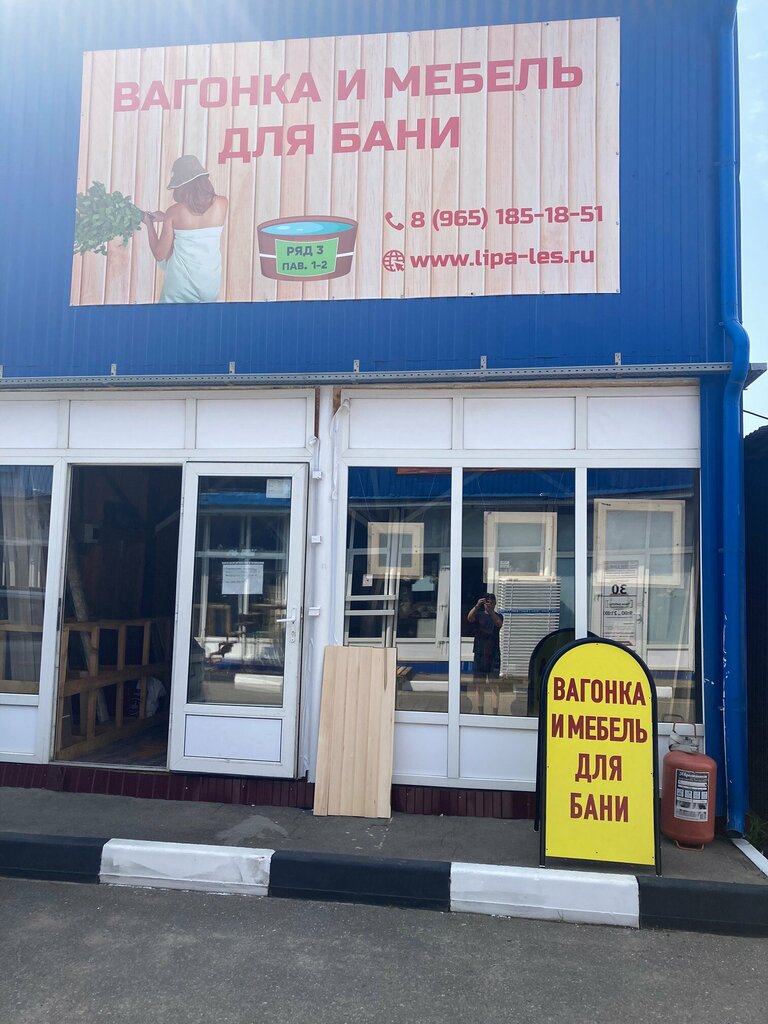 ВАГОНКА И МЕБЕЛЬ
ДЛЯ БАНИ
8 (965) 185-18-51
www.lipa-les.ru
РЯД 3
ПАВ. 1-2
30
ВАГОНКА
И МЕБЕЛЬ
ДЛЯ
БАНИ